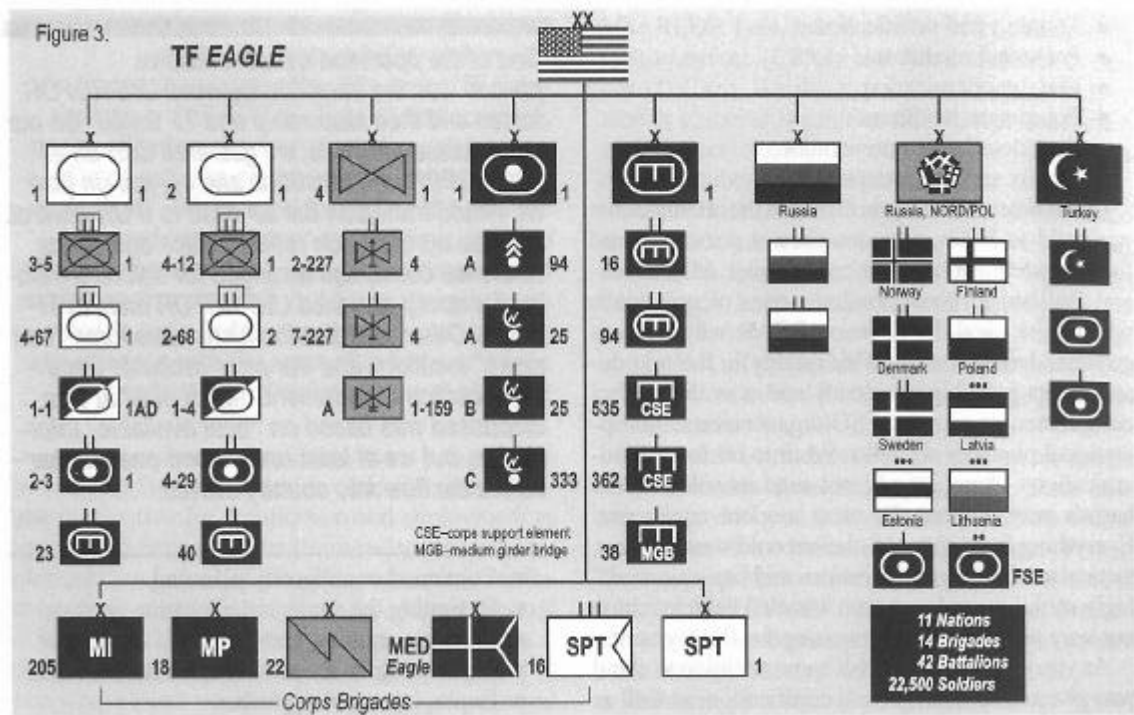 Figure 3.
TF EAGLE
XX
X X X X X X X X
1 2 4 1 1 1 1
Russia Russia, NORD/POL Turkey
3-5 1 4-12 1 2-227 4 A 94 16
Norway Finland
4-67 1 2-68 2 7-227 4 A 25 94
Denmark Poland
1-1 1AD 1-4 A 1-159 B 25 535 CSE
Sweden Latvia
2-3 1 4-29 C 333 362 CSE
Estonia Lithuania
CSE–corps support element
MGB–medium girder bridge
23 40 38 MGB
FSE
X X X III X
205 MI 18 MP 22 MED Eagle 16 SPT SPT
Corps Brigades
11 Nations
14 Brigades
42 Battalions
22,500 Soldiers